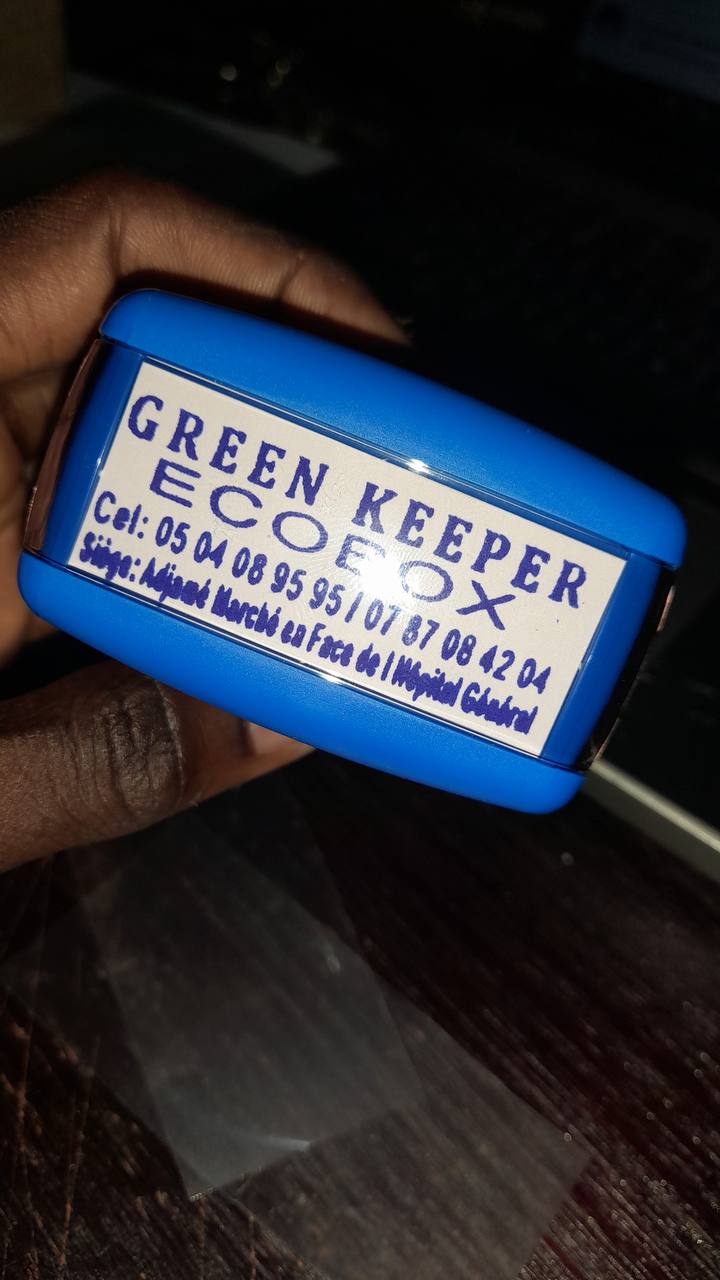 GREEN KEEPER
ECOBOX
Cel: 05 04 08 95 95 / 07 87 08 42 04
Siège: Adjamé Marché en Face de l Hôpital Général